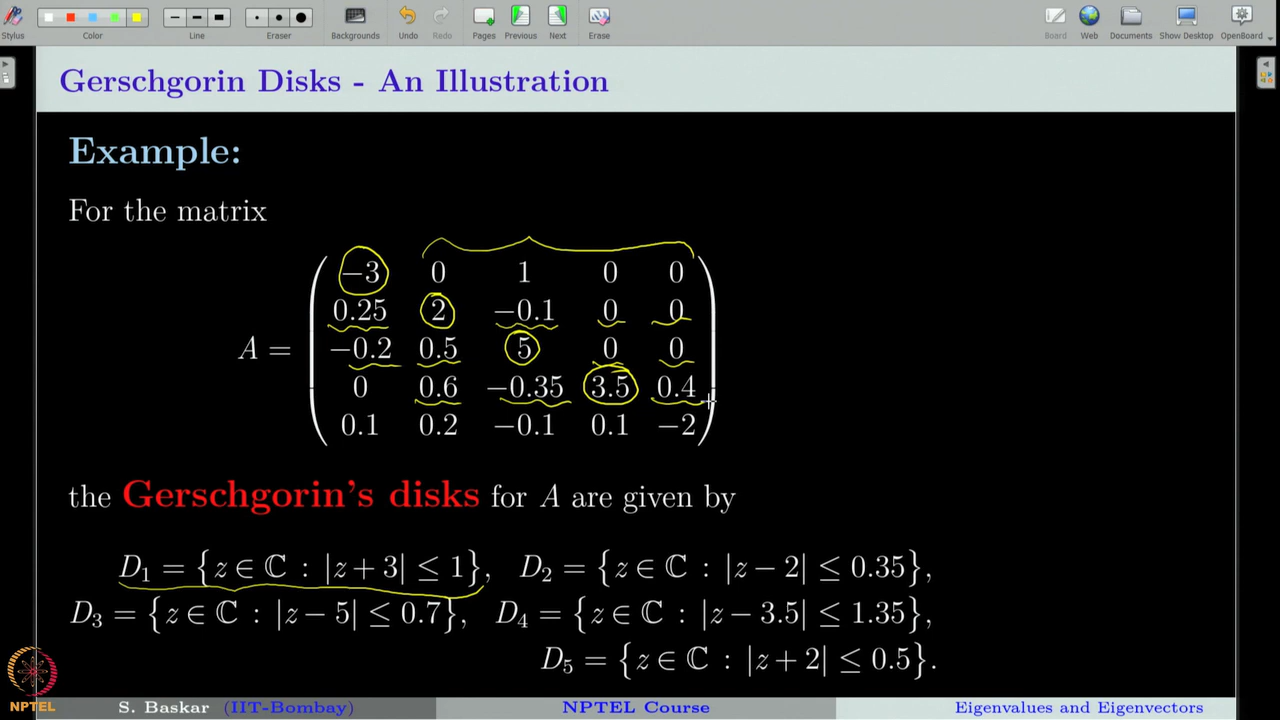 Stylus Color Line Eraser Backgrounds Undo Redo Pages Previous Next Erase Board Web Documents Show Desktop OpenBoard
Gerschgorin Disks - An Illustration
Example:
For the matrix
−3 0 1 0 0
0.25 2 −0.1 0 0
A = −0.2 0.5 5 0 0
0 0.6 −0.35 3.5 0.4
0.1 0.2 −0.1 0.1 −2
the Gerschgorin's disks for A are given by
D₁ = {z ∈ ℂ : |z + 3| ≤ 1}, D₂ = {z ∈ ℂ : |z − 2| ≤ 0.35},
D₃ = {z ∈ ℂ : |z − 5| ≤ 0.7}, D₄ = {z ∈ ℂ : |z − 3.5| ≤ 1.35},
D₅ = {z ∈ ℂ : |z + 2| ≤ 0.5}.
NPTEL
S. Baskar (IIT-Bombay) NPTEL Course Eigenvalues and Eigenvectors